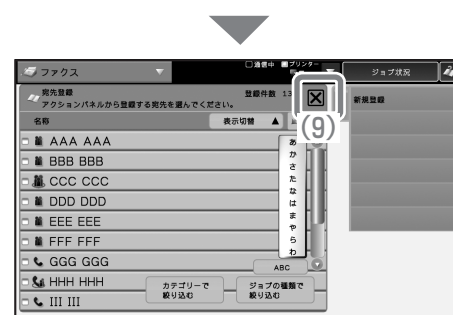 ファクス
通信中
プリンター
ジョブ状況
宛先登録
登録件数 13
アクションパネルから登録する宛先を選んでください。
新規登録
(9)
名称
表示切替 ▲
AAA AAA
BBB BBB
CCC CCC
DDD DDD
EEE EEE
FFF FFF
GGG GGG
HHH HHH
III III
あ
か
さ
た
な
は
ま
や
ら
わ
ABC
カテゴリーで
絞り込む
ジョブの種類で
絞り込む